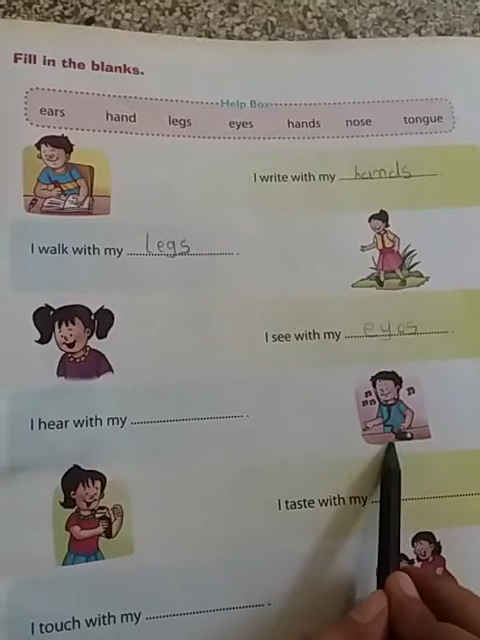 Fill in the blanks.
Help Box
ears hand legs eyes hands nose tongue
I write with my hands.
I walk with my legs.
I see with my eyes.
I hear with my .
I taste with my
I touch with my .